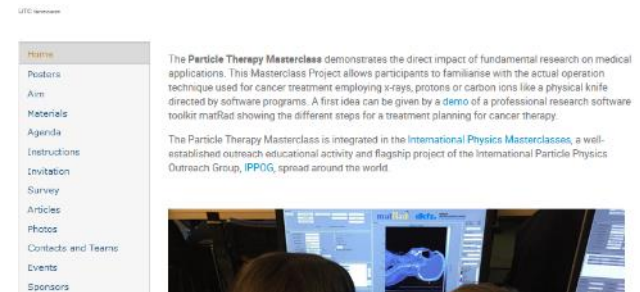 UTC
Home
Posters
Aim
Materials
Agenda
Instructions
Invitation
Survey
Articles
Photos
Contacts and Teams
Events
Sponsors
The Particle Therapy Masterclass demonstrates the direct impact of fundamental research on medical
applications. This Masterclass Project allows participants to familiarise with the actual operation
technique used for cancer treatment employing x-rays, protons or carbon ions like a physical knife
directed by software programs. A first idea can be given by a demo of a professional research software
toolkit matRad showing the different steps for a treatment planning for cancer therapy.
The Particle Therapy Masterclass is integrated in the International Physics Masterclasses, a well-
established outreach educational activity and flagship project of the International Particle Physics
Outreach Group, IPPOG, spread around the world.
matRad dkfz.